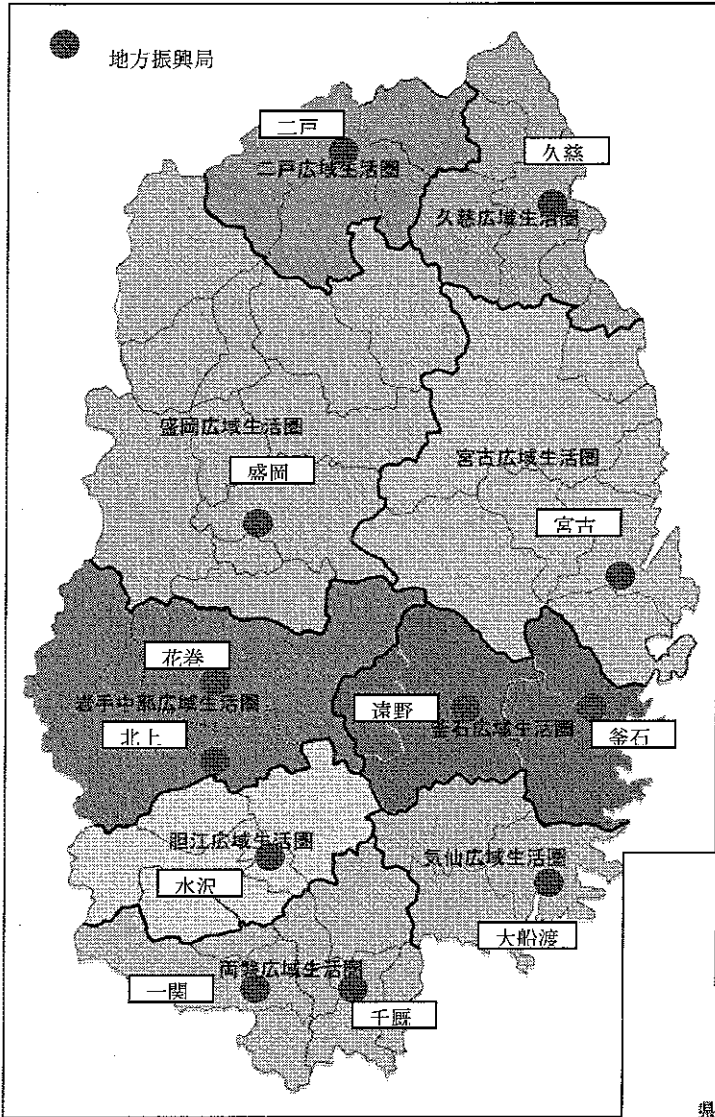 地方振興局
二戸
二戸広域生活圏
久慈
久慈広域生活圏
盛岡広域生活圏
盛岡
宮古広域生活圏
宮古
花巻
岩手中部広域生活圏
北上
遠野
釜石広域生活圏
釜石
胆江広域生活圏
水沢
気仙広域生活圏
大船渡
両磐広域生活圏
一関
千厩
県